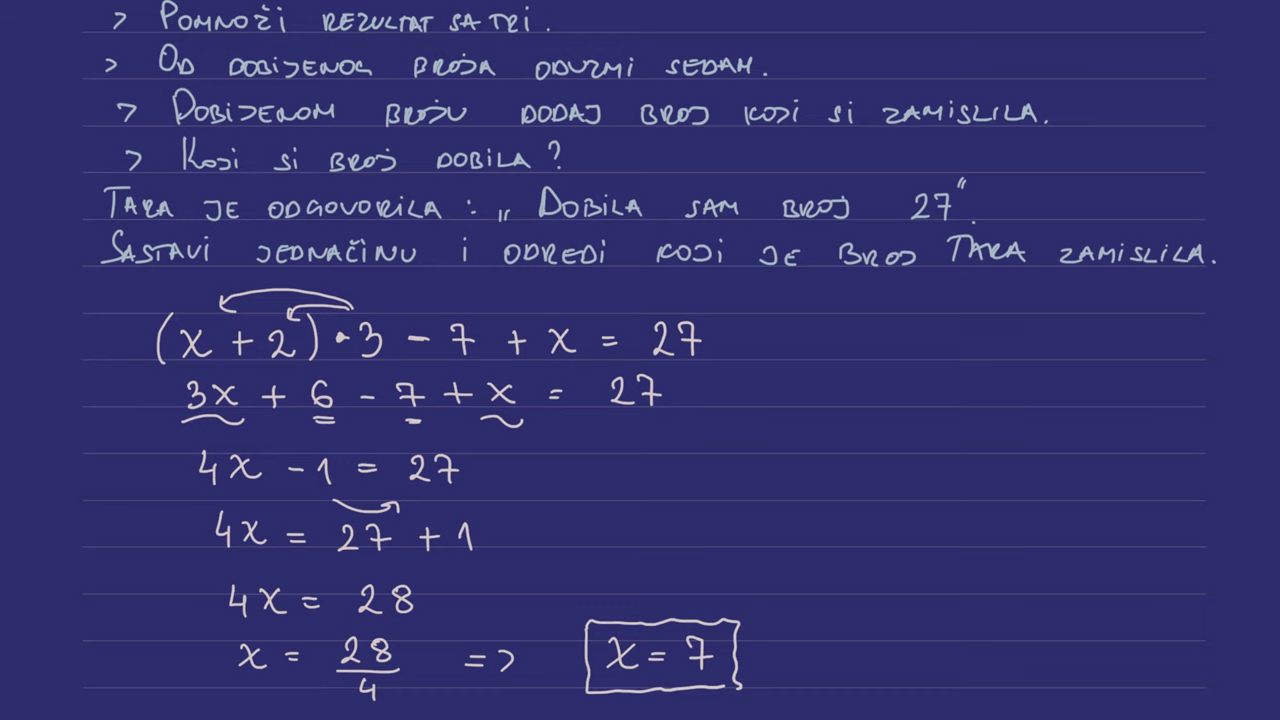 > POMNOŽI REZULTAT SA TRI.
> OD DOBIJENOG BROJA ODUZMI SEDAM.
> DOBIJENOM BROJU DODAJ BROJ KOJI SI ZAMISLILA.
> KOJI SI BROJ DOBILA?
TARA JE ODGOVORILA: „DOBILA SAM BROJ 27“.
SASTAVI JEDNAČINU I ODREDI KOJI JE BROJ TARA ZAMISLILA.
(x + 2) · 3 - 7 + x = 27
3x + 6 - 7 + x = 27
4x - 1 = 27
4x = 27 + 1
4x = 28
x = 28/4 => x = 7